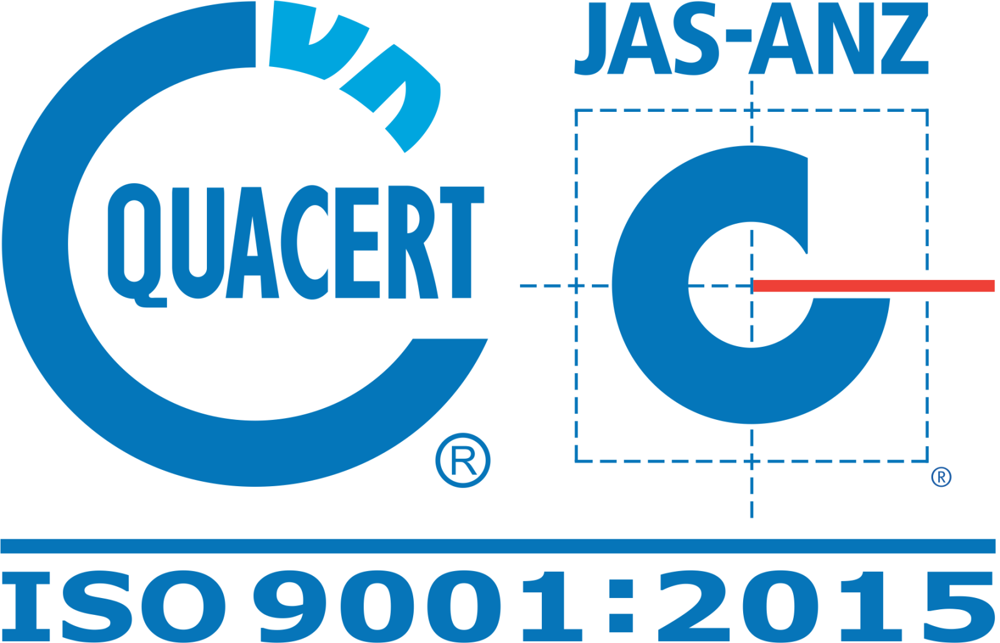 vn
QUACERT
®
JAS-ANZ
®
ISO 9001:2015